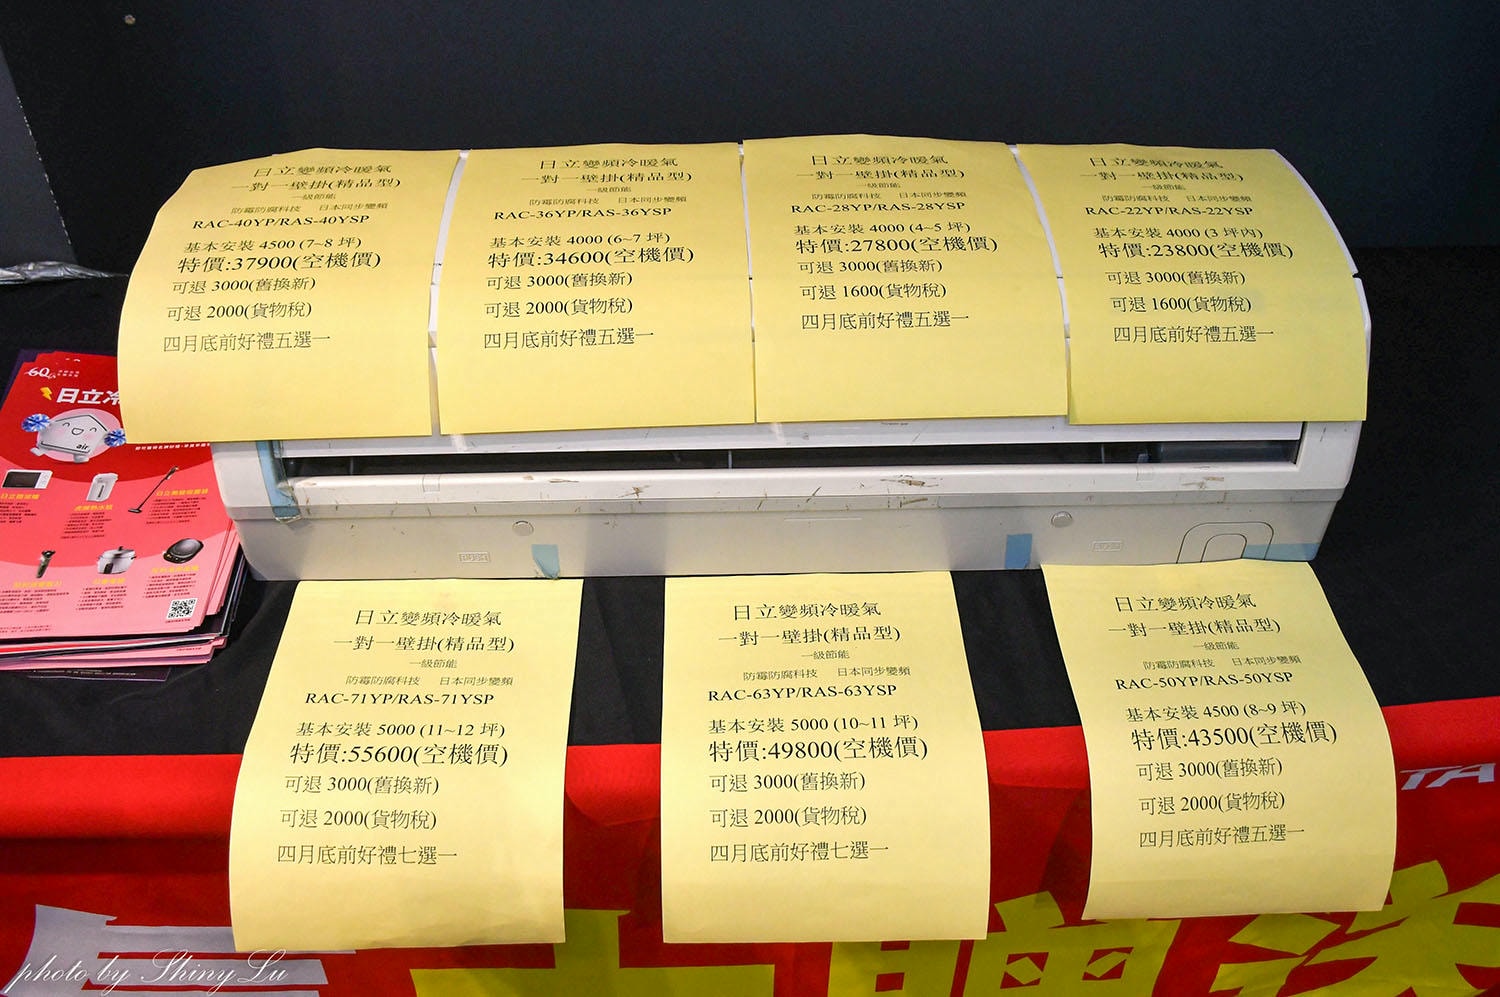 日立變頻冷暖氣
一對一壁掛(精品型)
一級節能
防霉防腐科技 日本同步變頻
RAC-40YP/RAS-40YSP
基本安裝 4500 (7~8 坪)
特價:37900(空機價)
可退 3000(舊換新)
可退 2000(貨物稅)
四月底前好禮五選一
日立變頻冷暖氣
一對一壁掛(精品型)
一級節能
防霉防腐科技 日本同步變頻
RAC-36YP/RAS-36YSP
基本安裝 4000 (6~7 坪)
特價:34600(空機價)
可退 3000(舊換新)
可退 2000(貨物稅)
四月底前好禮五選一
日立變頻冷暖氣
一對一壁掛(精品型)
一級節能
防霉防腐科技 日本同步變頻
RAC-28YP/RAS-28YSP
基本安裝 4000 (4~5 坪)
特價:27800(空機價)
可退 3000(舊換新)
可退 1600(貨物稅)
四月底前好禮五選一
日立變頻冷暖氣
一對一壁掛(精品型)
一級節能
防霉防腐科技 日本同步變頻
RAC-22YP/RAS-22YSP
基本安裝 4000 (3 坪內)
特價:23800(空機價)
可退 3000(舊換新)
可退 1600(貨物稅)
四月底前好禮五選一
60
日立冷
air
日立變頻冷暖氣
一對一壁掛(精品型)
一級節能
防霉防腐科技 日本同步變頻
RAC-71YP/RAS-71YSP
基本安裝 5000 (11~12 坪)
特價:55600(空機價)
可退 3000(舊換新)
可退 2000(貨物稅)
四月底前好禮七選一
日立變頻冷暖氣
一對一壁掛(精品型)
一級節能
防霉防腐科技 日本同步變頻
RAC-63YP/RAS-63YSP
基本安裝 5000 (10~11 坪)
特價:49800(空機價)
可退 3000(舊換新)
可退 2000(貨物稅)
四月底前好禮七選一
日立變頻冷暖氣
一對一壁掛(精品型)
一級節能
防霉防腐科技 日本同步變頻
RAC-50YP/RAS-50YSP
基本安裝 4500 (8~9 坪)
特價:43500(空機價)
可退 3000(舊換新)
可退 2000(貨物稅)
四月底前好禮五選一
TA
photo by ShinyLu